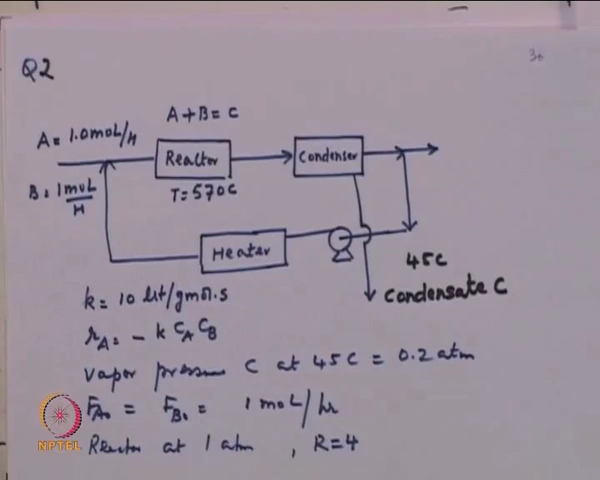 30
Q2
A + B = C
A = 1.0 mol/H
Reactor
Condenser
B = 1 mol/H
T = 570C
Heater
45C
Condensate C
k = 10 lit/gmol.s
rA = - k CA CB
vapor pressure C at 45C = 0.2 atm
FA0 = FB0 = 1 mol/hr
Reactor at 1 atm , R=4
NPTEL